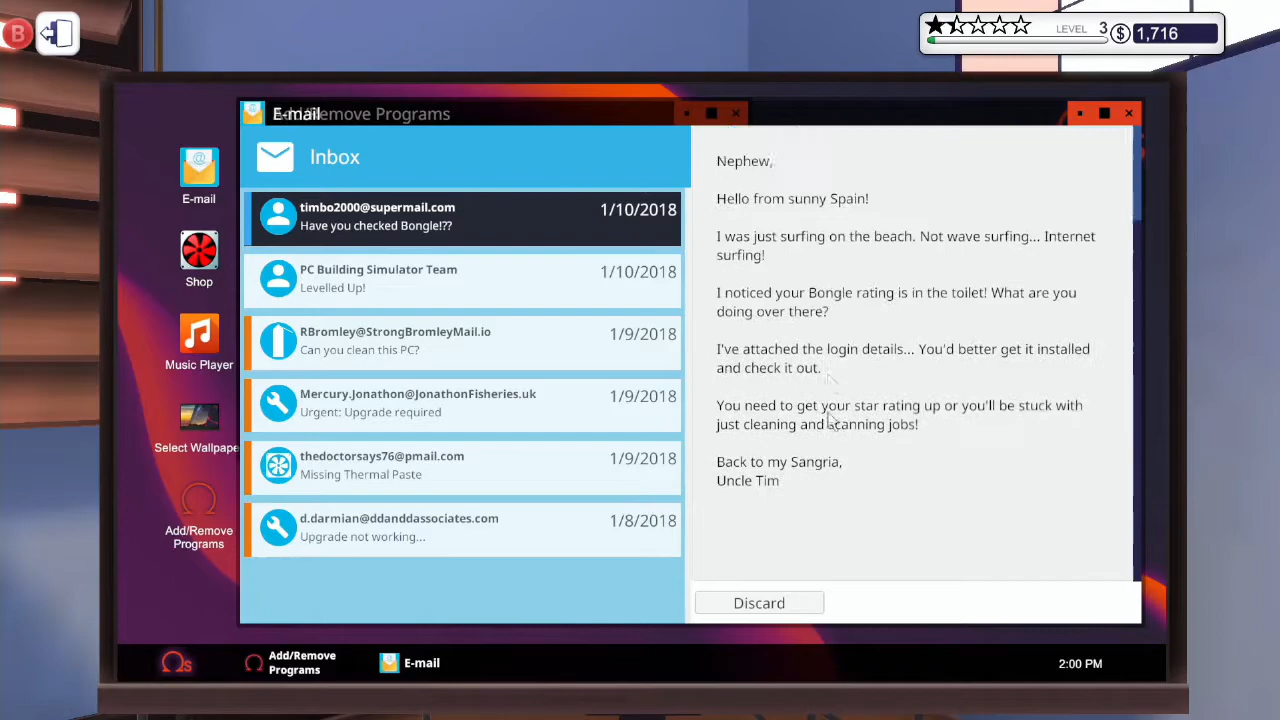 B
LEVEL 3
$ 1,716
E-mail
Add/Remove Programs
Inbox
timbo2000@supermail.com 1/10/2018
Have you checked Bongle!??
PC Building Simulator Team 1/10/2018
Levelled Up!
RBromley@StrongBromleyMail.io 1/9/2018
Can you clean this PC?
Mercury.Jonathon@JonathonFisheries.uk 1/9/2018
Urgent: Upgrade required
thedoctorsays76@pmail.com 1/9/2018
Missing Thermal Paste
d.darmian@ddanddassociates.com 1/8/2018
Upgrade not working...
Nephew,
Hello from sunny Spain!
I was just surfing on the beach. Not wave surfing... Internet
surfing!
I noticed your Bongle rating is in the toilet! What are you
doing over there?
I've attached the login details... You'd better get it installed
and check it out.
You need to get your star rating up or you'll be stuck with
just cleaning and scanning jobs!
Back to my Sangria,
Uncle Tim
Discard
E-mail
Shop
Music Player
Select Wallpape
Add/Remove
Programs
Ωs
Add/Remove
Programs
E-mail
2:00 PM